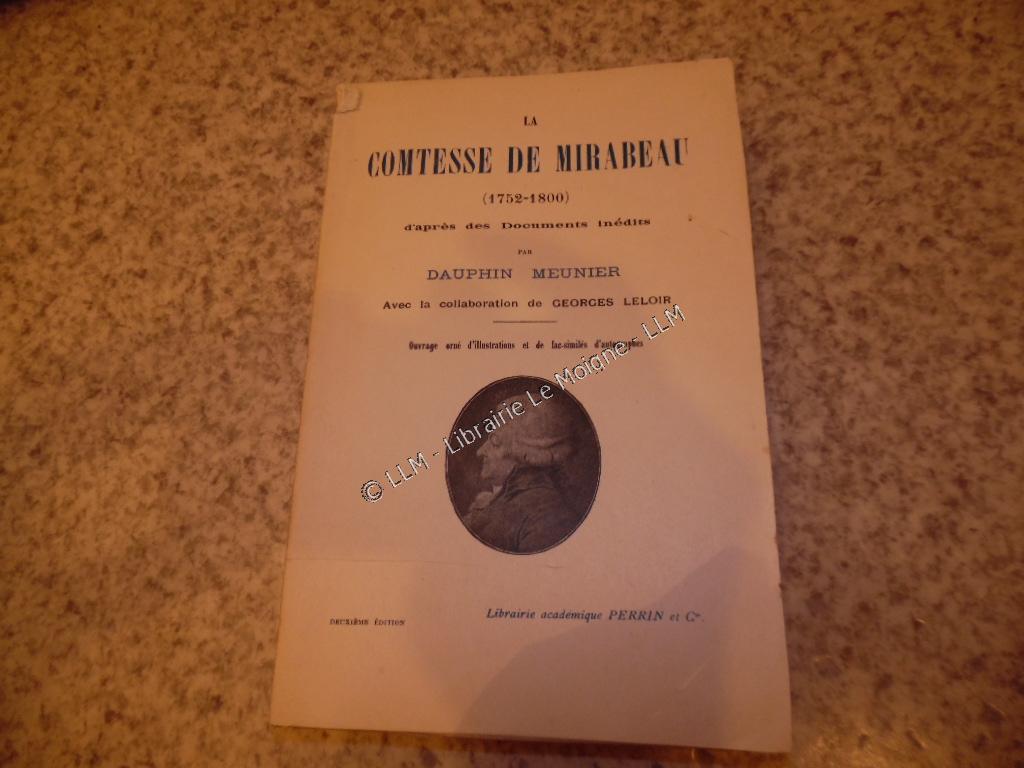 LA
COMTESSE DE MIRABEAU
(1752-1800)
d'après des Documents inédits
PAR
DAUPHIN MEUNIER
Avec la collaboration de GEORGES LELOIR
Ouvrage orné d'illustrations et de fac-similés d'autographes
© LLM - Librairie Le Moigne - LLM
DEUXIÈME ÉDITION
Librairie académique PERRIN et Cie.